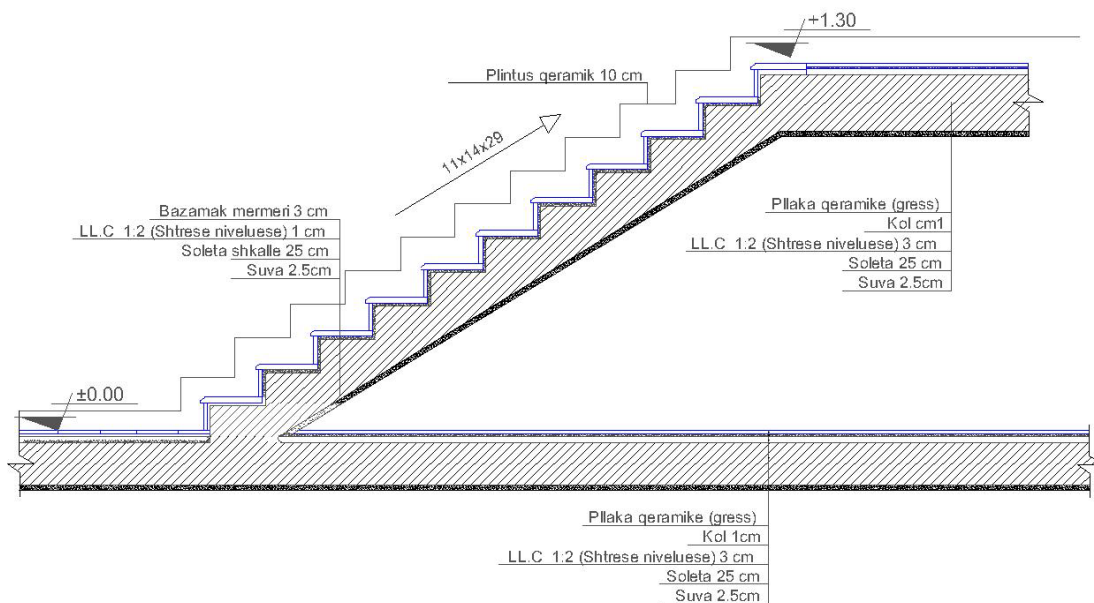 +1.30
Plintus qeramik 10 cm
11x14x29
Bazamak mermeri 3 cm
LL.C 1:2 (Shtrese niveluese) 1 cm
Soleta shkalle 25 cm
Suva 2.5cm
Pllaka qeramike (gress)
Kol cm1
LL.C 1:2 (Shtrese niveluese) 3 cm
Soleta 25 cm
Suva 2.5cm
±0.00
Pllaka qeramike (gress)
Kol 1cm
LL.C 1:2 (Shtrese niveluese) 3 cm
Soleta 25 cm
Suva 2.5cm